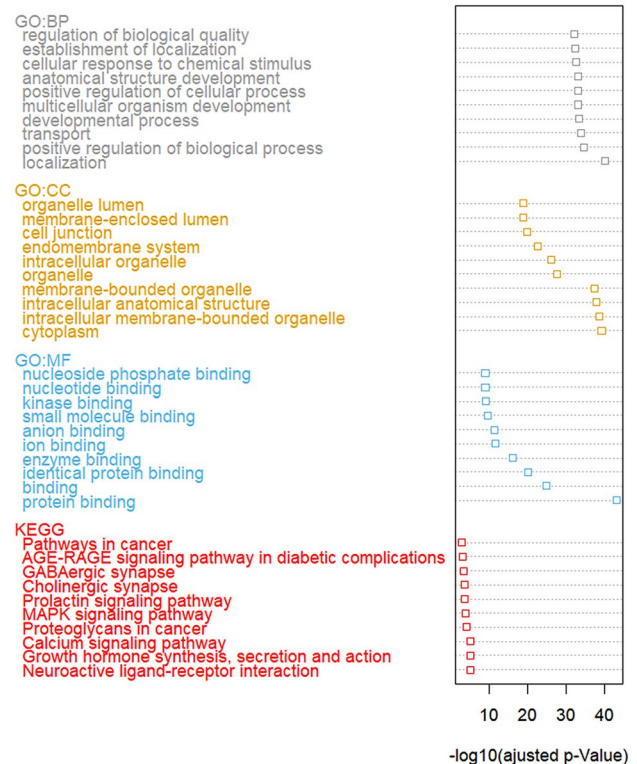 GO:BP
regulation of biological quality
establishment of localization
cellular response to chemical stimulus
anatomical structure development
positive regulation of cellular process
multicellular organism development
developmental process
transport
positive regulation of biological process
localization
GO:CC
organelle lumen
membrane-enclosed lumen
cell junction
endomembrane system
intracellular organelle
organelle
membrane-bounded organelle
intracellular anatomical structure
intracellular membrane-bounded organelle
cytoplasm
GO:MF
nucleoside phosphate binding
nucleotide binding
kinase binding
small molecule binding
anion binding
ion binding
enzyme binding
identical protein binding
binding
protein binding
KEGG
Pathways in cancer
AGE-RAGE signaling pathway in diabetic complications
GABAergic synapse
Cholinergic synapse
Prolactin signaling pathway
MAPK signaling pathway
Proteoglycans in cancer
Calcium signaling pathway
Growth hormone synthesis, secretion and action
Neuroactive ligand-receptor interaction
10 20 30 40
-log10(ajusted p-Value)